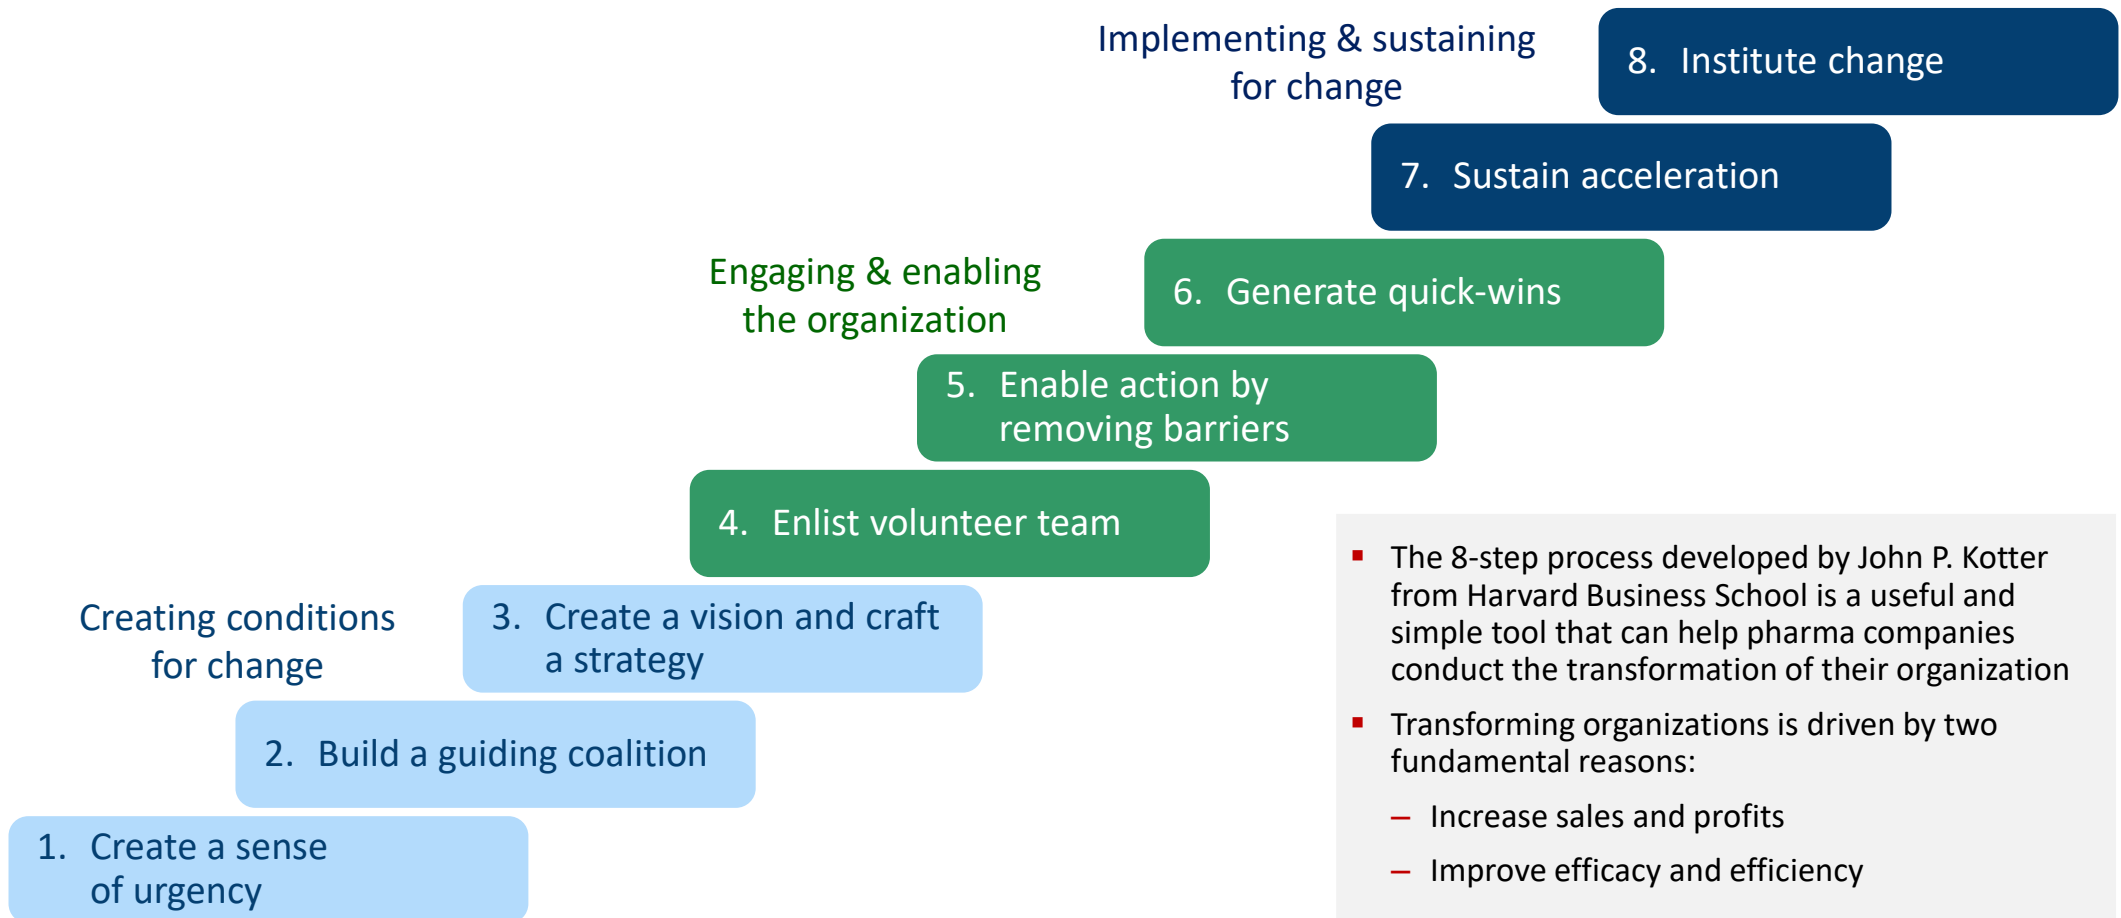 Implementing & sustaining
for change
8. Institute change
7. Sustain acceleration
Engaging & enabling
the organization
6. Generate quick-wins
5. Enable action by
removing barriers
4. Enlist volunteer team
Creating conditions
for change
3. Create a vision and craft
a strategy
2. Build a guiding coalition
1. Create a sense
of urgency
▪ The 8-step process developed by John P. Kotter
from Harvard Business School is a useful and
simple tool that can help pharma companies
conduct the transformation of their organization
▪ Transforming organizations is driven by two
fundamental reasons:
– Increase sales and profits
– Improve efficacy and efficiency